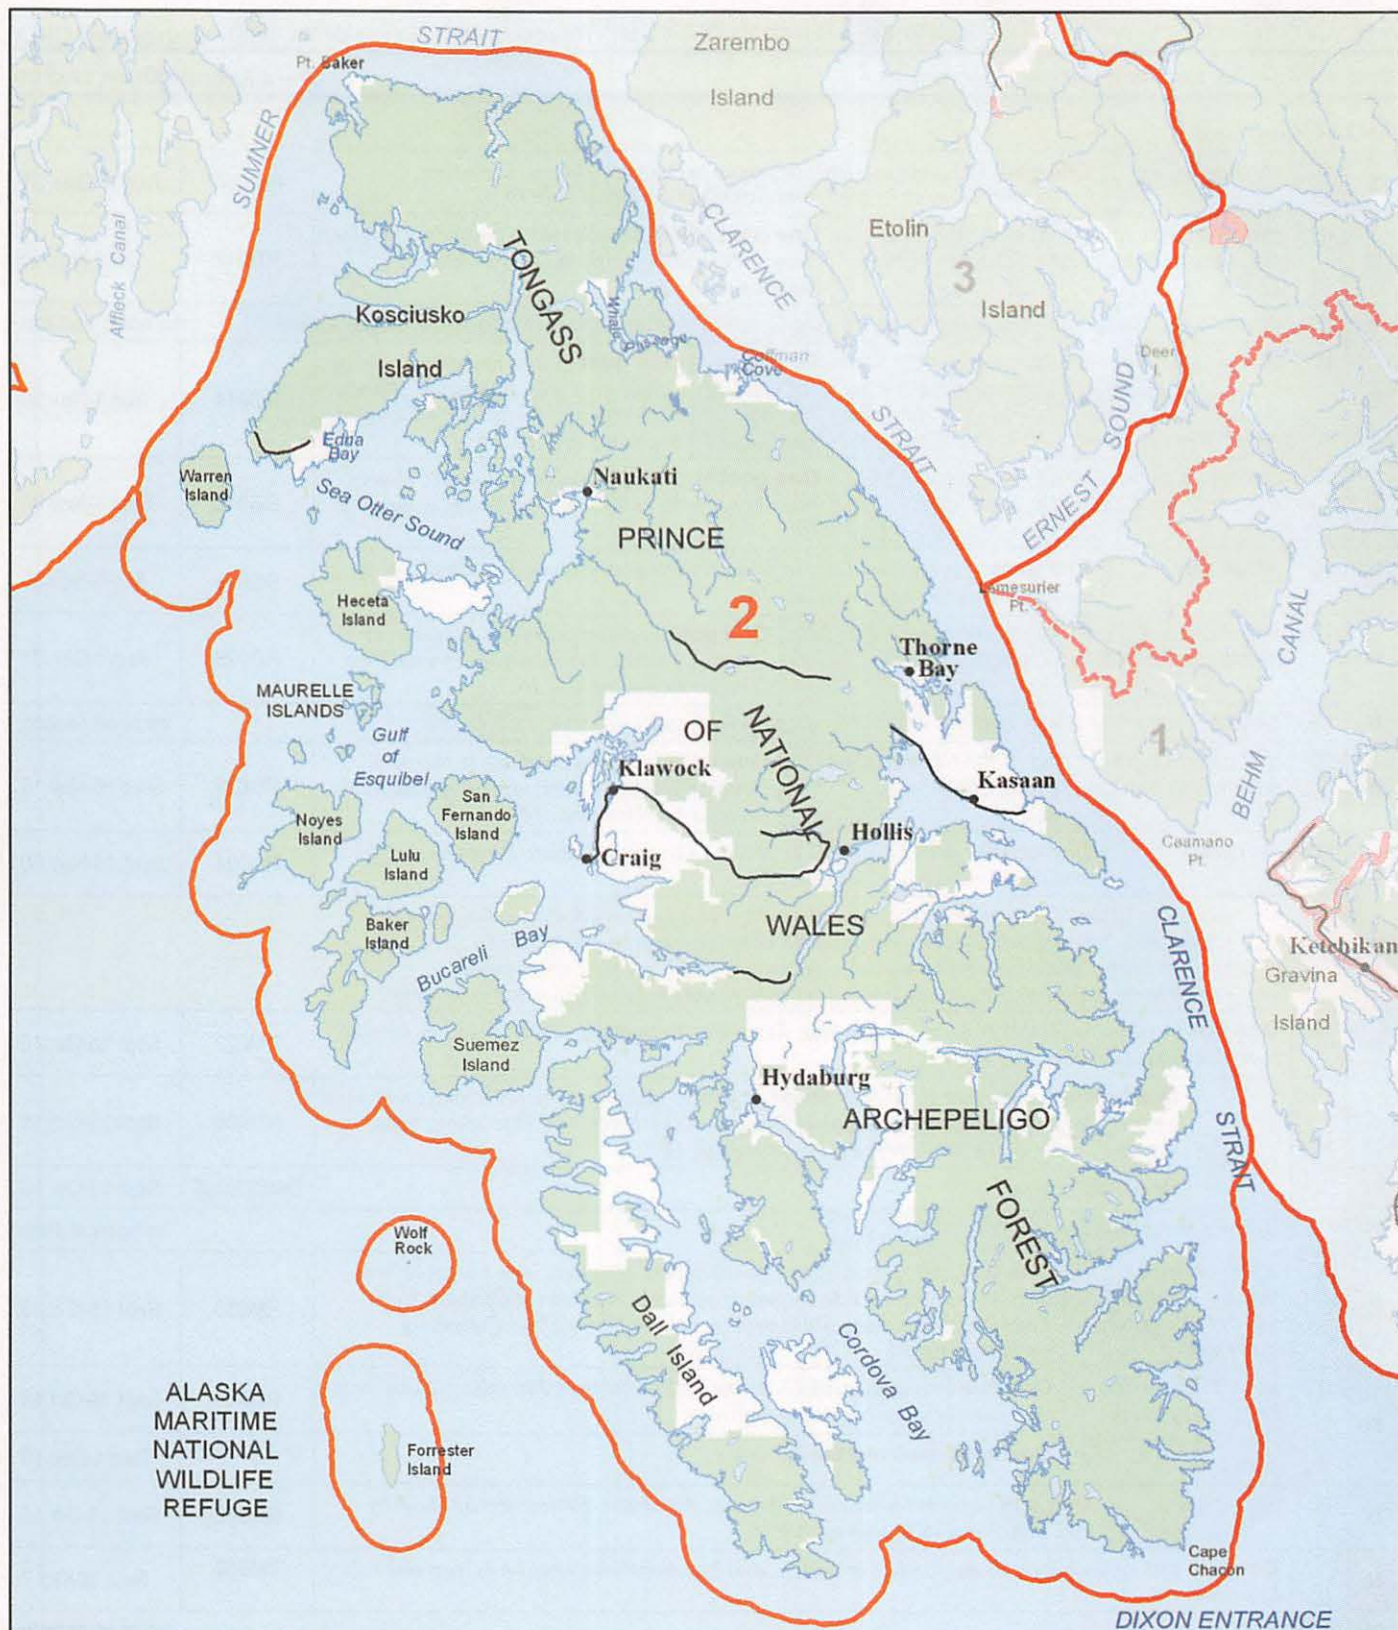 STRAIT
Pt. Baker
Zarembo
Island
SUMNER
CLARENCE
Etolin
3
Island
Affleck Canal
TONGASS
Kosciusko
Island
Whale
Passage
Coffman
Cove
Deer
I.
STRAIT
SOUND
ERNEST
Edna
Bay
Warren
Island
Sea Otter Sound
Naukati
PRINCE
2
Heceta
Island
Lemesurier
Pt.
CANAL
BEHM
Thorne
Bay
MAURELLE
ISLANDS
Gulf
of
Esquibel
OF
NATIONAL
1
Klawock
Kasaan
Noyes
Island
San
Fernando
Island
Lulu
Island
Craig
Hollis
Caamano
Pt.
Baker
Island
Bucareli Bay
WALES
CLARENCE
Ketchikan
Gravina
Island
Suemez
Island
Hydaburg
ARCHEPELIGO
STRAIT
FOREST
Wolf
Rock
Dall Island
Cordova Bay
ALASKA
MARITIME
NATIONAL
WILDLIFE
REFUGE
Forrester
Island
Cape
Chacon
DIXON ENTRANCE